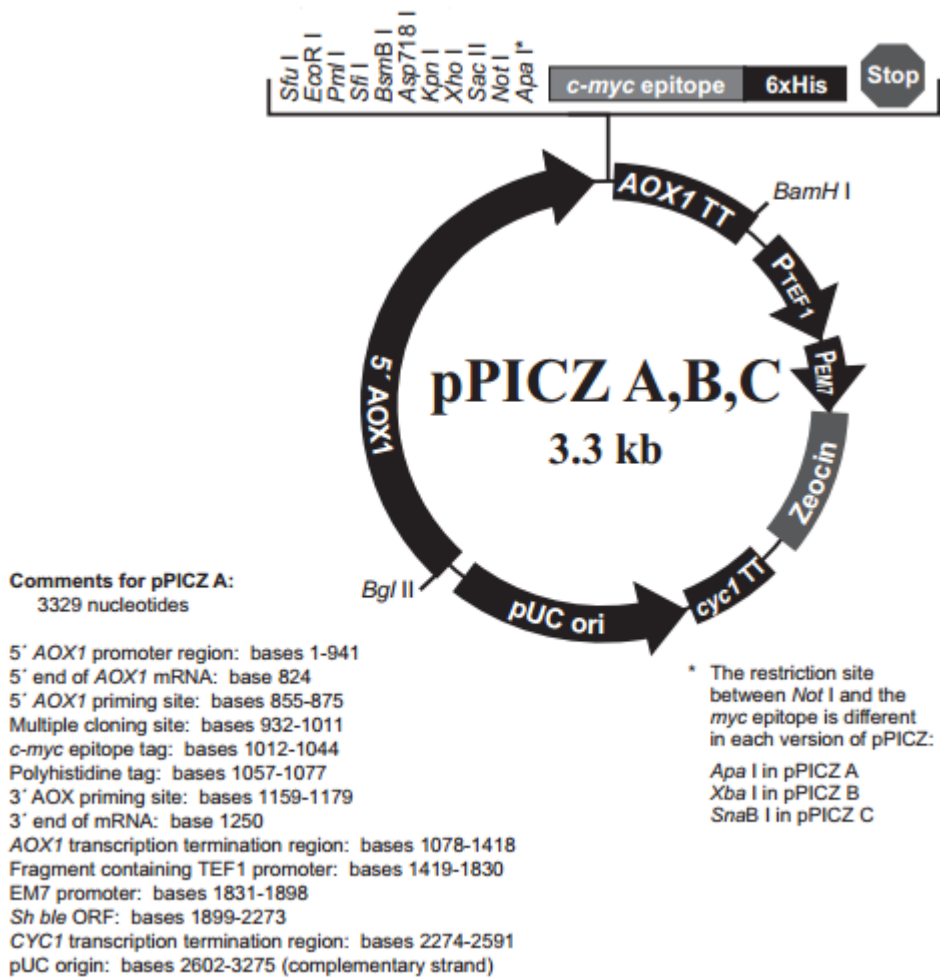 Sfu I
EcoR I
Pml I
Sfi I
BsmB I
Asp718 I
Kpn I
Xho I
Sac II
Not I
Apa I*
c-myc epitope
6xHis
Stop
AOX1 TT
BamH I
PTEF1
PEM7
5´ AOX1
pPICZ A,B,C
3.3 kb
Zeocin
cyc1 TT
pUC ori
Bgl II
Comments for pPICZ A:
3329 nucleotides
5´ AOX1 promoter region: bases 1-941
5´ end of AOX1 mRNA: base 824
5´ AOX1 priming site: bases 855-875
Multiple cloning site: bases 932-1011
c-myc epitope tag: bases 1012-1044
Polyhistidine tag: bases 1057-1077
3´ AOX priming site: bases 1159-1179
3´ end of mRNA: base 1250
AOX1 transcription termination region: bases 1078-1418
Fragment containing TEF1 promoter: bases 1419-1830
EM7 promoter: bases 1831-1898
Sh ble ORF: bases 1899-2273
CYC1 transcription termination region: bases 2274-2591
pUC origin: bases 2602-3275 (complementary strand)
* The restriction site
between Not I and the
myc epitope is different
in each version of pPICZ:
Apa I in pPICZ A
Xba I in pPICZ B
SnaB I in pPICZ C